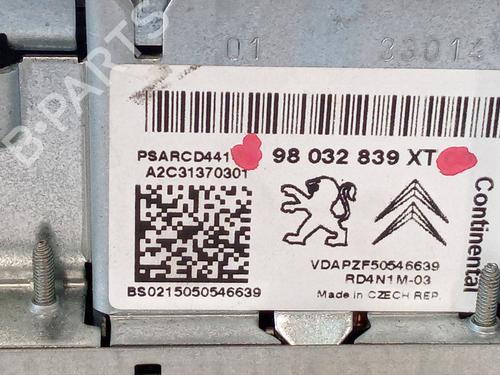 01 33014
PSARCD441
98 032 839 XT
A2C31370301
Continental
VDAPZF50546639
RD4N1M-03
BS0215050546639
Made in CZECH REP.
B-PARTS